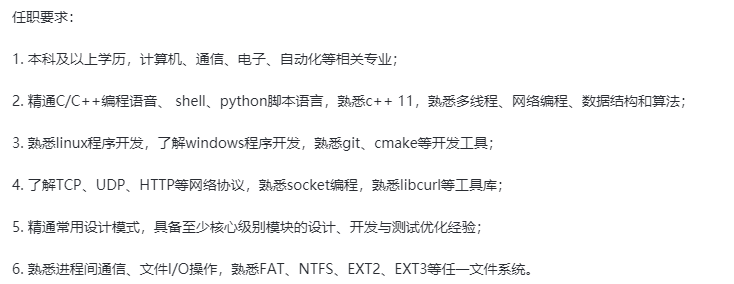 任职要求：
1. 本科及以上学历，计算机、通信、电子、自动化等相关专业；
2. 精通C/C++编程语音、 shell、python脚本语言，熟悉c++ 11，熟悉多线程、网络编程、数据结构和算法；
3. 熟悉linux程序开发，了解windows程序开发，熟悉git、cmake等开发工具；
4. 了解TCP、UDP、HTTP等网络协议，熟悉socket编程，熟悉libcurl等工具库；
5. 精通常用设计模式，具备至少核心级别模块的设计、开发与测试优化经验；
6. 熟悉进程间通信、文件I/O操作，熟悉FAT、NTFS、EXT2、EXT3等任一文件系统。